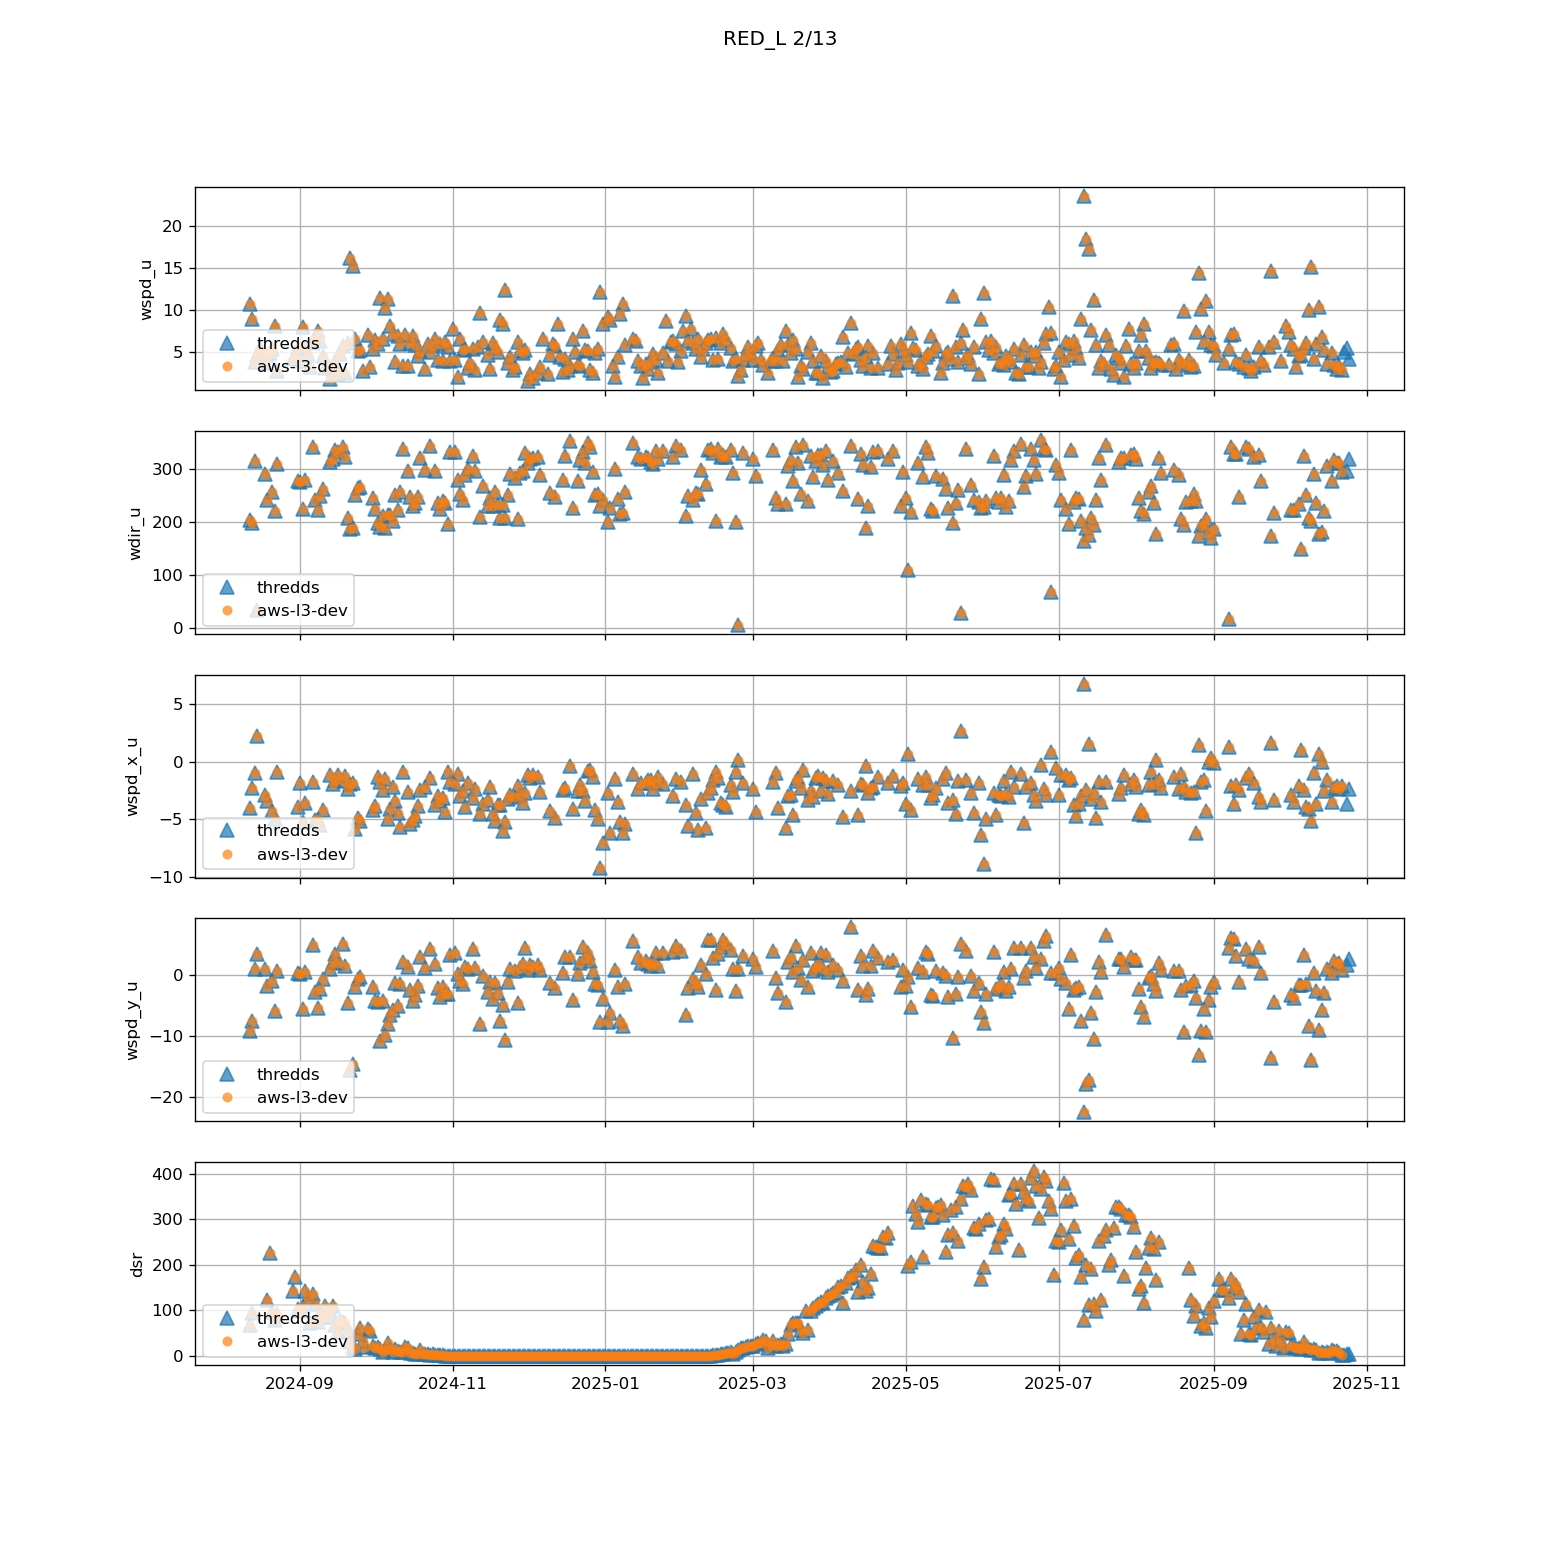 RED_L 2/13
wspd_u
20
15
10
5
thredds
aws-l3-dev
wdir_u
300
200
100
0
thredds
aws-l3-dev
wspd_x_u
5
0
−5
−10
thredds
aws-l3-dev
wspd_y_u
0
−10
−20
thredds
aws-l3-dev
dsr
400
300
200
100
0
thredds
aws-l3-dev
2024-09
2024-11
2025-01
2025-03
2025-05
2025-07
2025-09
2025-11